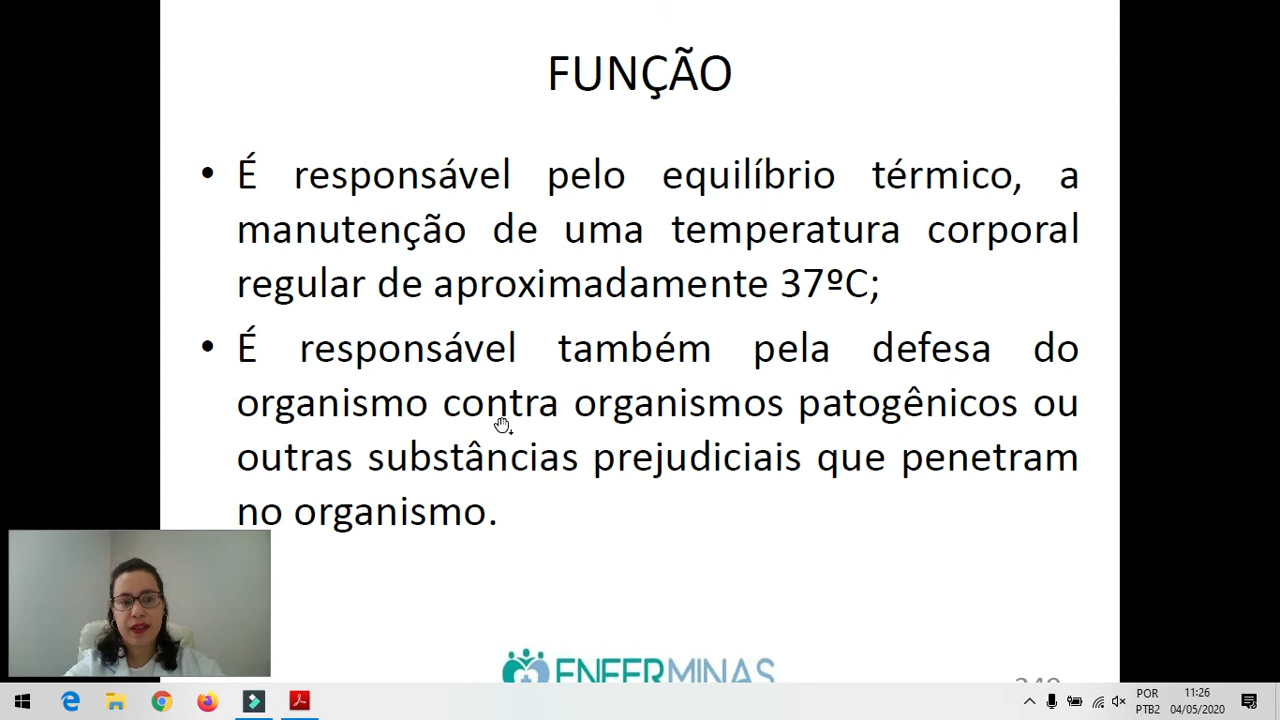 FUNÇÃO
• É responsável pelo equilíbrio térmico, a
manutenção de uma temperatura corporal
regular de aproximadamente 37ºC;
• É responsável também pela defesa do
organismo contra organismos patogênicos ou
outras substâncias prejudiciais que penetram
no organismo.
ENFERMINAS
POR
PTB2
11:26
04/05/2020